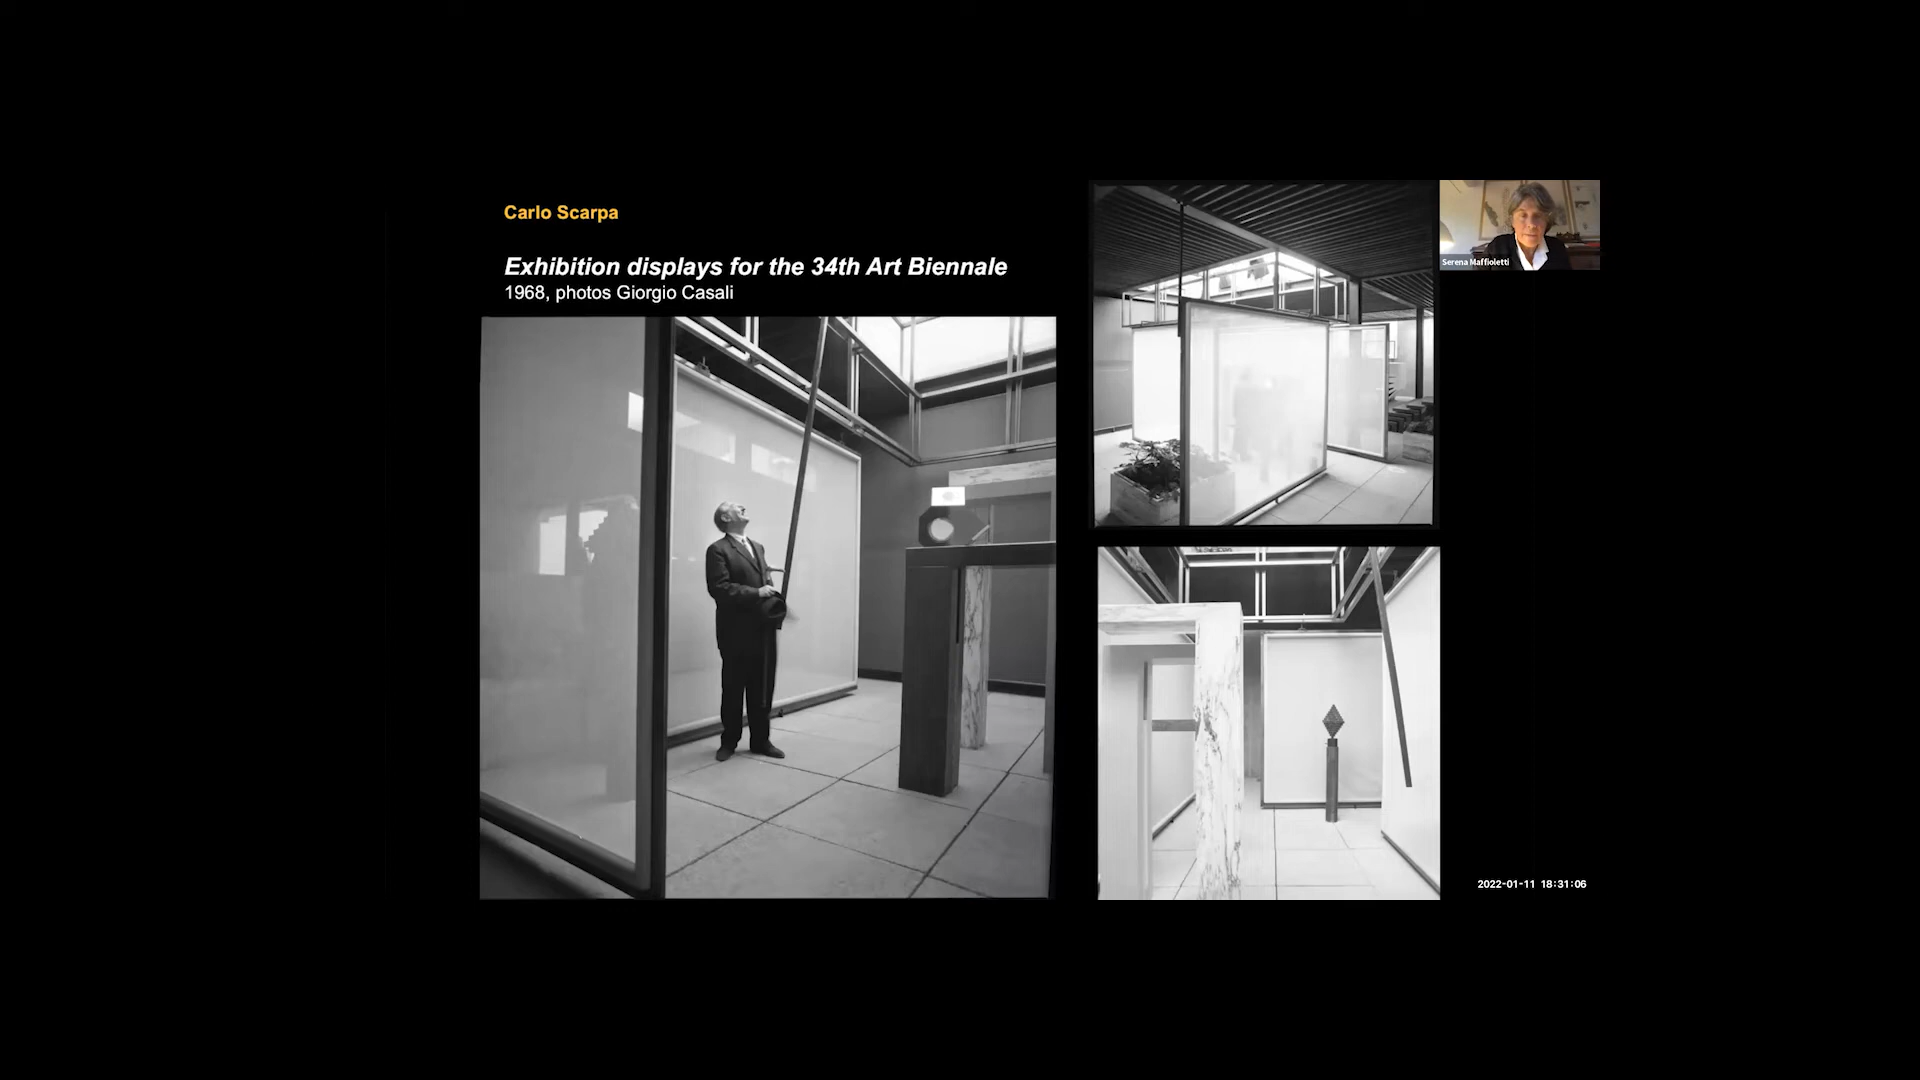 Carlo Scarpa
Exhibition displays for the 34th Art Biennale
1968, photos Giorgio Casali
Serena Maffioletti
2022-01-11 18:31:06